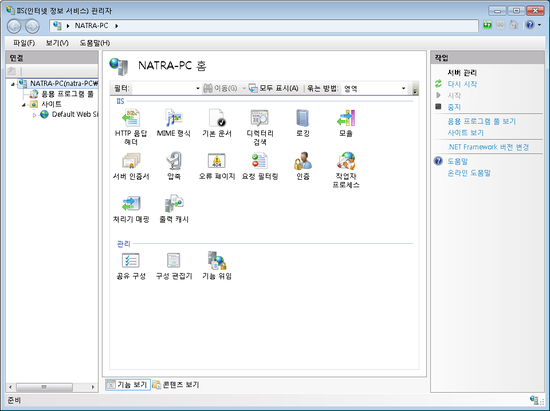 IIS(인터넷 정보 서비스) 관리자
NATRA-PC
파일(F) 보기(V) 도움말(H)
연결
NATRA-PC(natra-PC₩
응용 프로그램 풀
사이트
Default Web Si
NATRA-PC 홈
필터: 이동(G) 모두 표시(A) 묶는 방법: 영역
IIS
HTTP 응답 헤더 MIME 형식 기본 문서 디렉터리 검색 로깅 모듈
서버 인증서 압축 오류 페이지 요청 필터링 인증 작업자 프로세스
처리기 매핑 출력 캐시
관리
공유 구성 구성 편집기 기능 위임
기능 보기 콘텐츠 보기
작업
서버 관리
다시 시작
시작
중지
응용 프로그램 풀 보기
사이트 보기
.NET Framework 버전 변경
도움말
온라인 도움말
준비